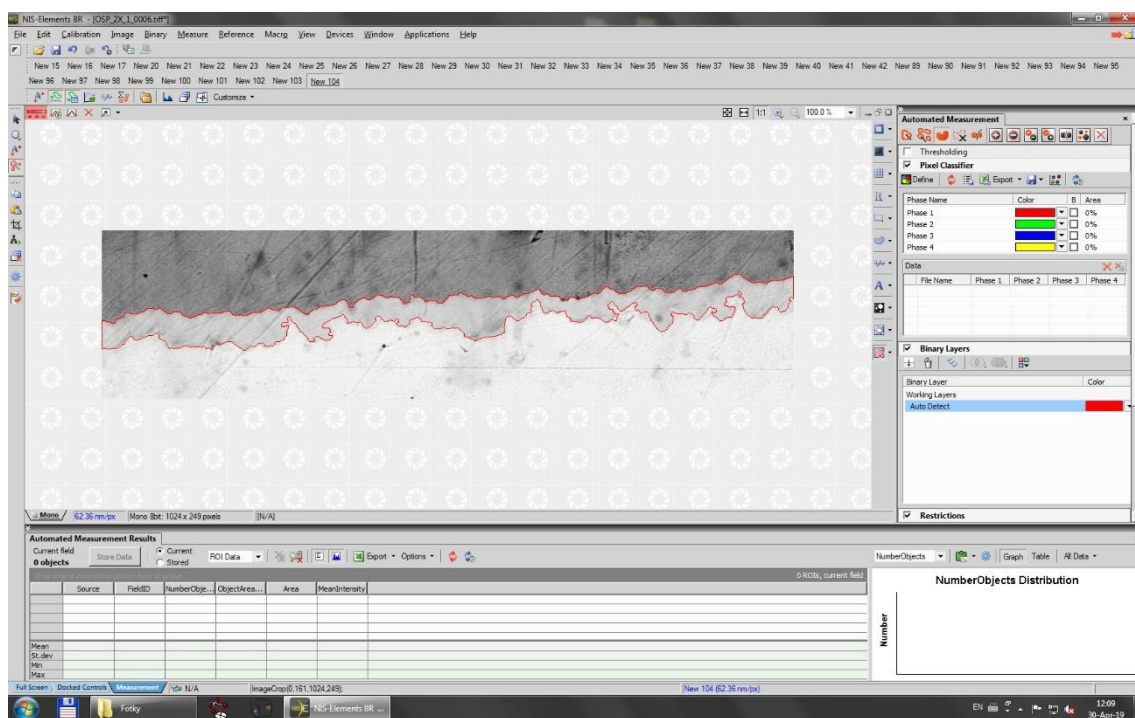 NIS-Elements BR - [OSP_2X_1_0006.tiff*]
File Edit Calibration Image Binary Measure Reference Macro View Devices Window Applications Help
New 15 New 16 New 17 New 20 New 21 New 22 New 23 New 24 New 25 New 26 New 27 New 28 New 29 New 30 New 31 New 32 New 33 New 34 New 35 New 36 New 37 New 38 New 39 New 40 New 41 New 42 New 89 New 90 New 91 New 92 New 93 New 94 New 95
New 96 New 97 New 98 New 99 New 100 New 101 New 102 New 103 New 104
Customize
1:1 100.0 %
Automated Measurement
Thresholding
Pixel Classifier
Define Export
Phase Name Color B Area
Phase 1 0%
Phase 2 0%
Phase 3 0%
Phase 4 0%
Data
File Name Phase 1 Phase 2 Phase 3 Phase 4
Binary Layers
Binary Layer Color
Working Layers
Auto Detect
Restrictions
Mono 62.36 nm/px Mono 8bit: 1024 x 249 pixels [N/A]
Automated Measurement Results
Current field
0 objects
Store Data
Current
Stored
ROI Data Export Options
0 ROIs, current field
Source FieldID NumberObje... ObjectArea... Area MeanIntensity
Mean
St.dev
Min
Max
NumberObjects Graph Table All Data
NumberObjects Distribution
Number
Full Screen Docked Controls Measurement N/A ImageCrop(0,161,1024,249); New 104 (62.36 nm/px)
Fotky NIS-Elements BR ... EN 12:09
30-Apr-19